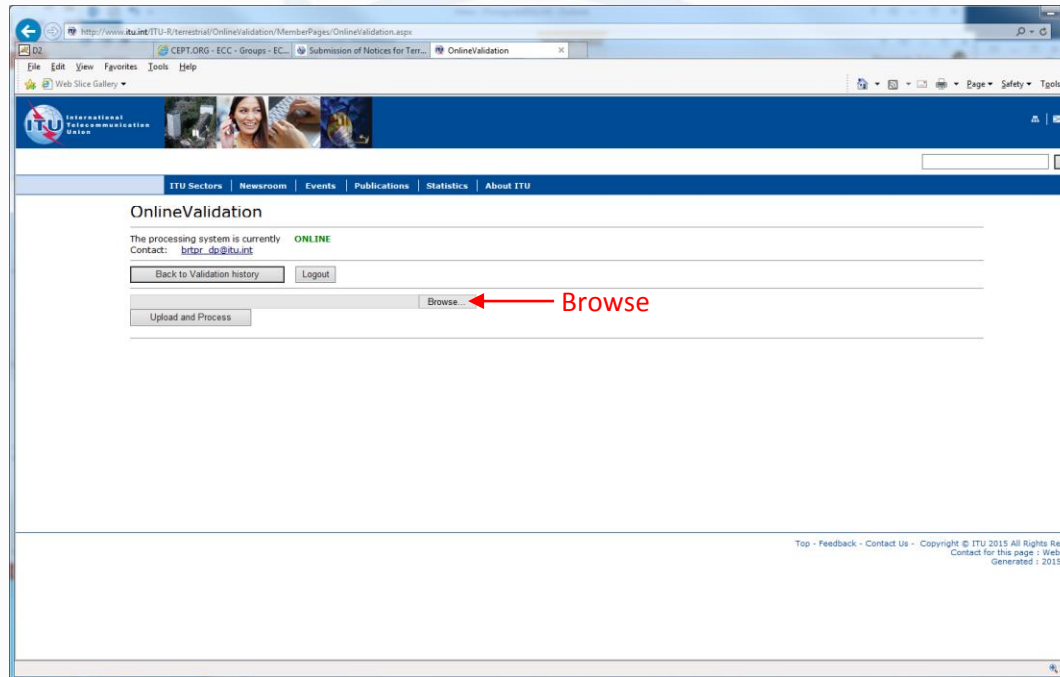 http://www.itu.int/ITU-R/terrestrial/OnlineValidation/MemberPages/OnlineValidation.aspx
D2 CEPT.ORG - ECC - Groups - EC... Submission of Notices for Terr... OnlineValidation
File Edit View Favorites Tools Help
Web Slice Gallery Page Safety Tools
ITU International
Telecommunication
Union
ITU Sectors | Newsroom | Events | Publications | Statistics | About ITU
OnlineValidation
The processing system is currently ONLINE
Contact: brtpr_dp@itu.int
Back to Validation history Logout
Browse... Browse
Upload and Process
Top - Feedback - Contact Us - Copyright © ITU 2015 All Rights Re
Contact for this page : Web
Generated : 2015